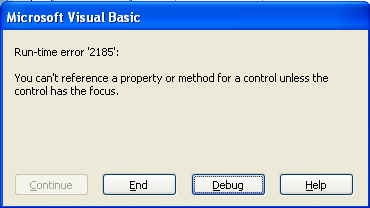 Microsoft Visual Basic
Run-time error '2185':
You can't reference a property or method for a control unless the
control has the focus.
Continue
End
Debug
Help